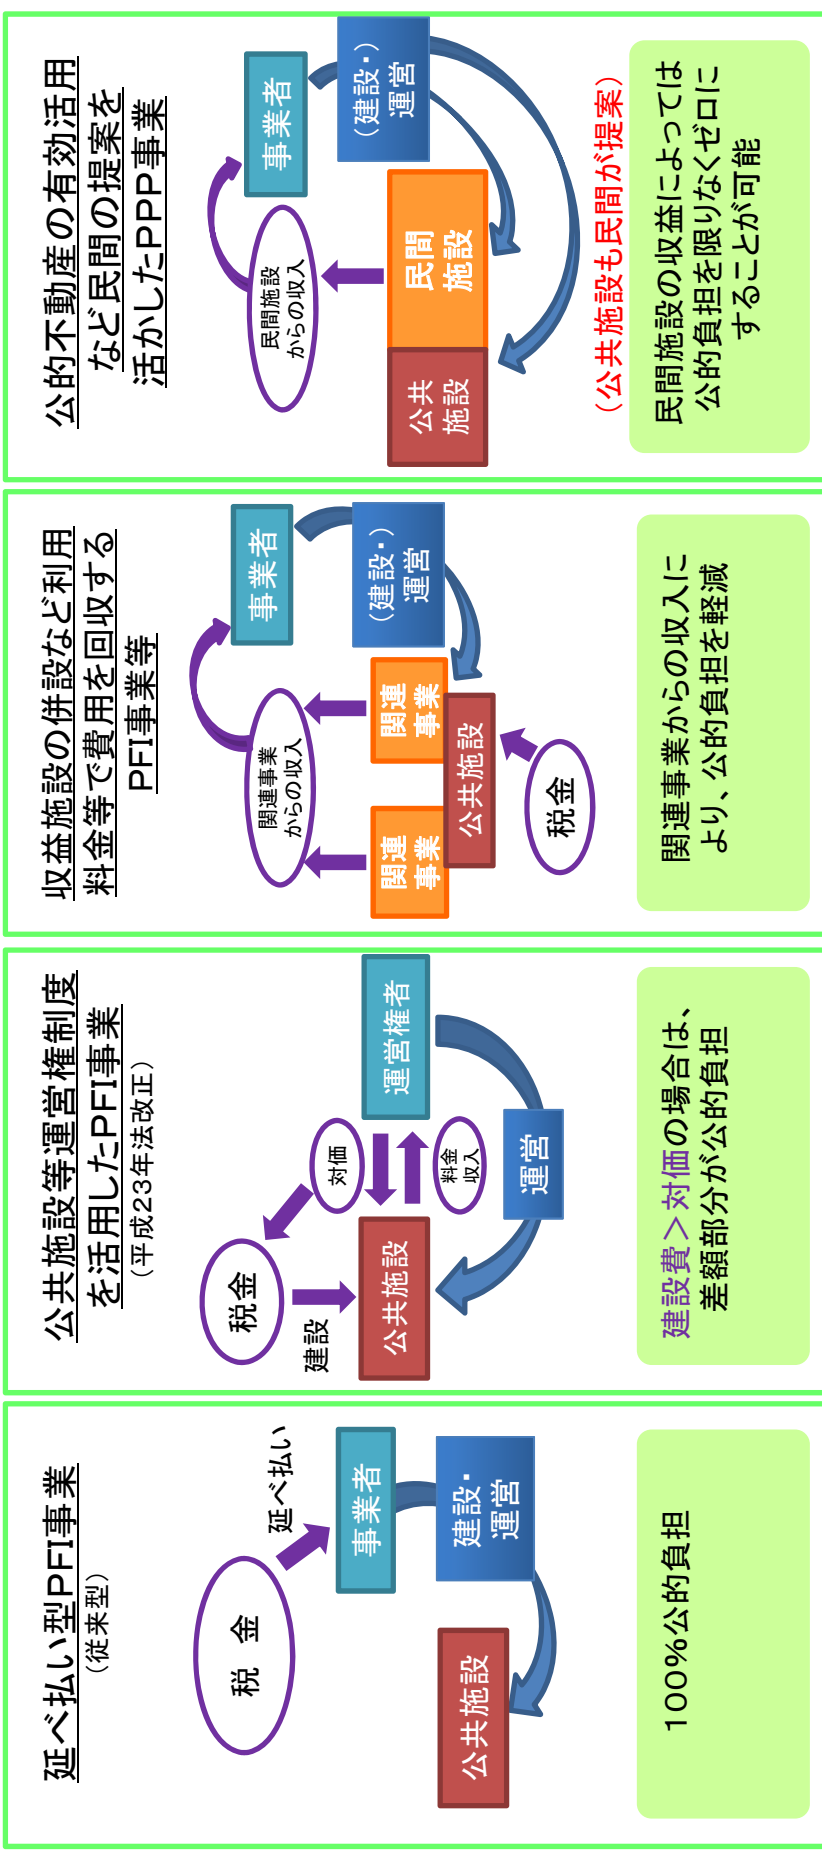 延べ払い型PFI事業
（従来型）
税 金
延べ払い
事業者
建設・
運営
公共施設
100%公的負担
公共施設等運営権制度
を活用したPFI事業
（平成23年法改正）
税金
建設
対価
料金
収入
公共施設
運営権者
運営
建設費＞対価の場合は、
差額部分が公的負担
収益施設の併設など利用
料金等で費用を回収する
PFI事業等
関連事業
からの収入
事業者
（建設・）
運営
関連
事業
関連
事業
公共施設
税金
関連事業からの収入に
より、公的負担を軽減
公的不動産の有効活用
など民間の提案を
活かしたPPP事業
民間施設
からの収入
事業者
（建設・）
運営
公共
施設
民間
施設
（公共施設も民間が提案）
民間施設の収益によっては
公的負担を限りなくゼロに
することが可能